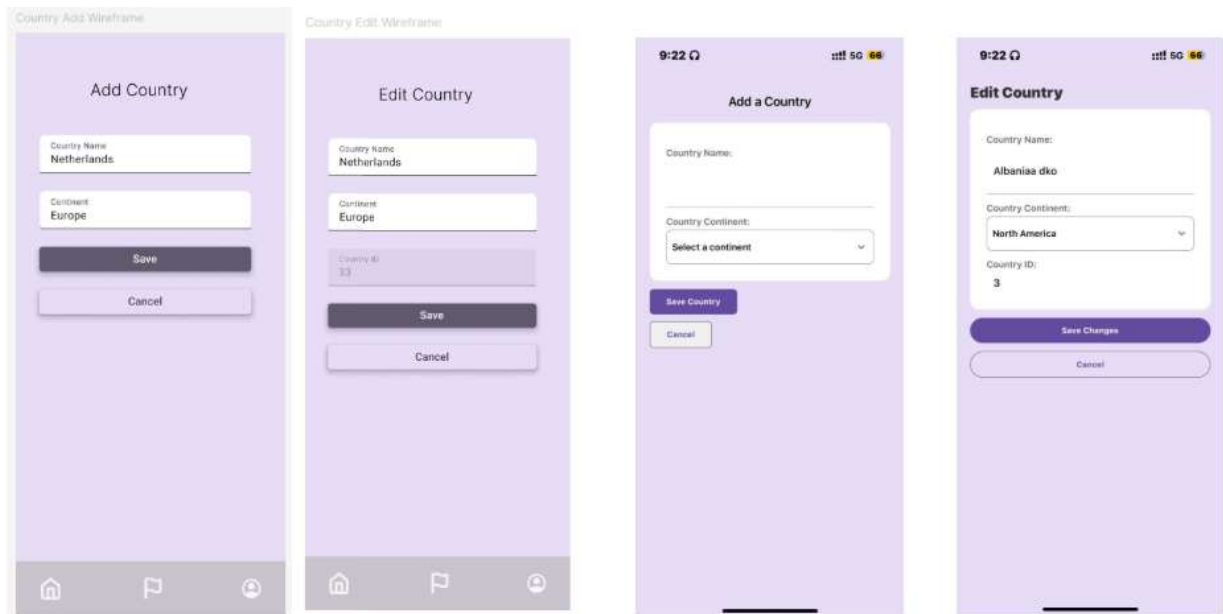 Country Add Wireframe
Add Country
Country Name
Netherlands
Continent
Europe
Save
Cancel
Country Edit Wireframe
Edit Country
Country Name
Netherlands
Continent
Europe
Country ID
33
Save
Cancel
9:22
5G 66
Add a Country
Country Name:
Country Continent:
Select a continent
Save Country
Cancel
9:22
5G 66
Edit Country
Country Name:
Albaniaa dko
Country Continent:
North America
Country ID:
3
Save Changes
Cancel